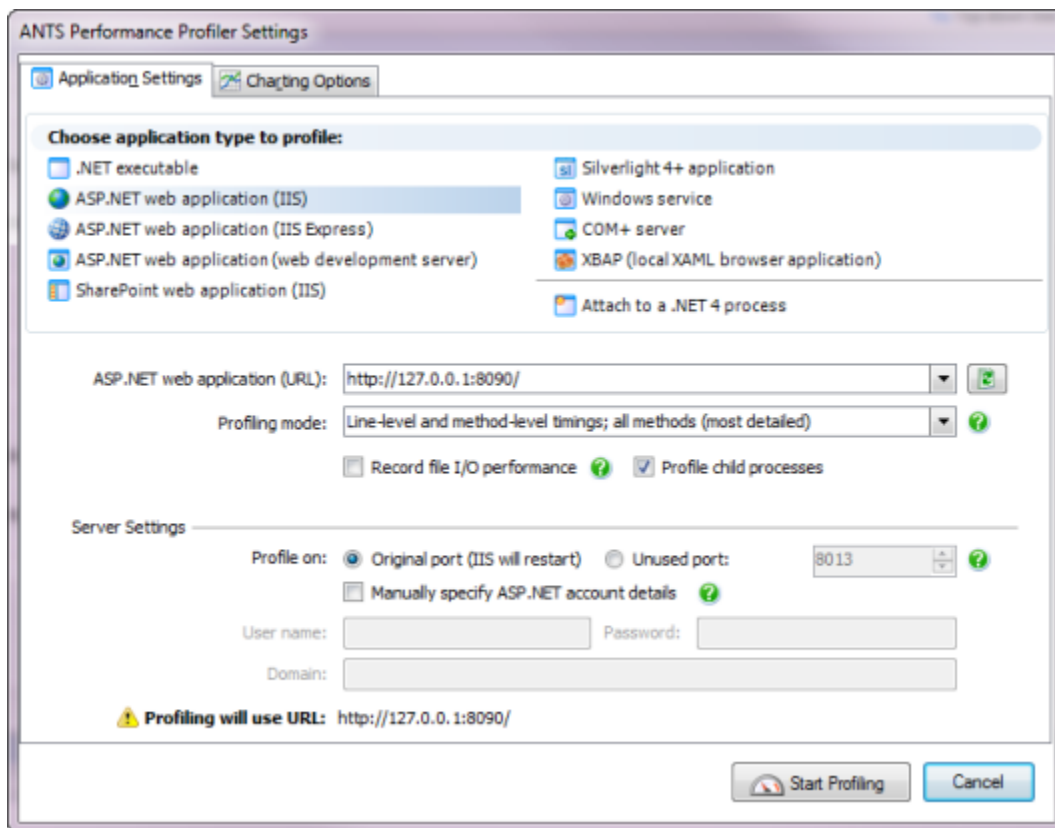 ANTS Performance Profiler Settings
Application Settings
Charting Options
Choose application type to profile:
.NET executable
ASP.NET web application (IIS)
ASP.NET web application (IIS Express)
ASP.NET web application (web development server)
SharePoint web application (IIS)
Silverlight 4+ application
Windows service
COM+ server
XBAP (local XAML browser application)
Attach to a .NET 4 process
ASP.NET web application (URL): http://127.0.0.1:8090/
Profiling mode: Line-level and method-level timings; all methods (most detailed)
Record file I/O performance Profile child processes
Server Settings
Profile on: Original port (IIS will restart) Unused port: 8013
Manually specify ASP.NET account details
User name: Password:
Domain:
Profiling will use URL: http://127.0.0.1:8090/
Start Profiling Cancel